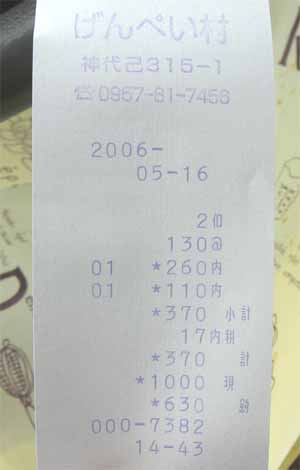 げんぺい村
神代己315-1
☎0957-61-7456
2006-
05-16
2個
130@
01 *260内
01 *110内
*370 小計
17内税
*370 計
*1000 現
*630 釣
000-7382
14-43